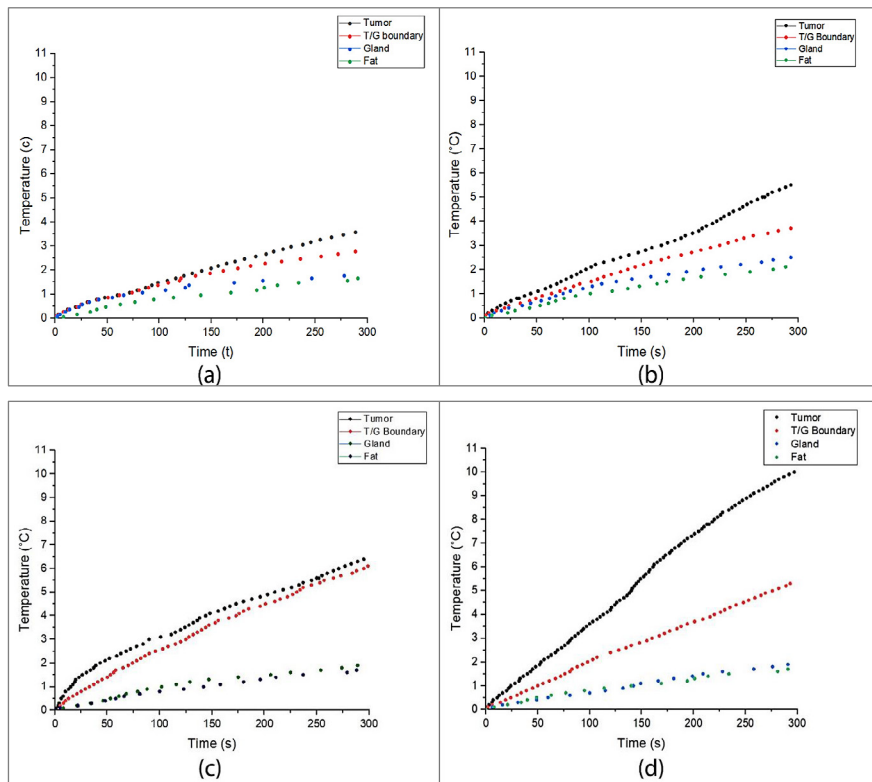 Tumor
T/G boundary
Gland
Fat
11
10
9
8
7
6
5
4
3
2
1
0
Temperature (c)
0 50 100 150 200 250 300
Time (t)
(a)
Tumor
T/G Boundary
Gland
Fat
11
10
9
8
7
6
5
4
3
2
1
0
Temperature (°C)
0 50 100 150 200 250 300
Time (s)
(b)
Tumor
T/G Boundary
Gland
Fat
11
10
9
8
7
6
5
4
3
2
1
0
Temperature (°C)
0 50 100 150 200 250 300
Time (s)
(c)
Tumor
T/G Boundary
Gland
Fat
11
10
9
8
7
6
5
4
3
2
1
0
Temperature (°C)
0 50 100 150 200 250 300
Time (s)
(d)